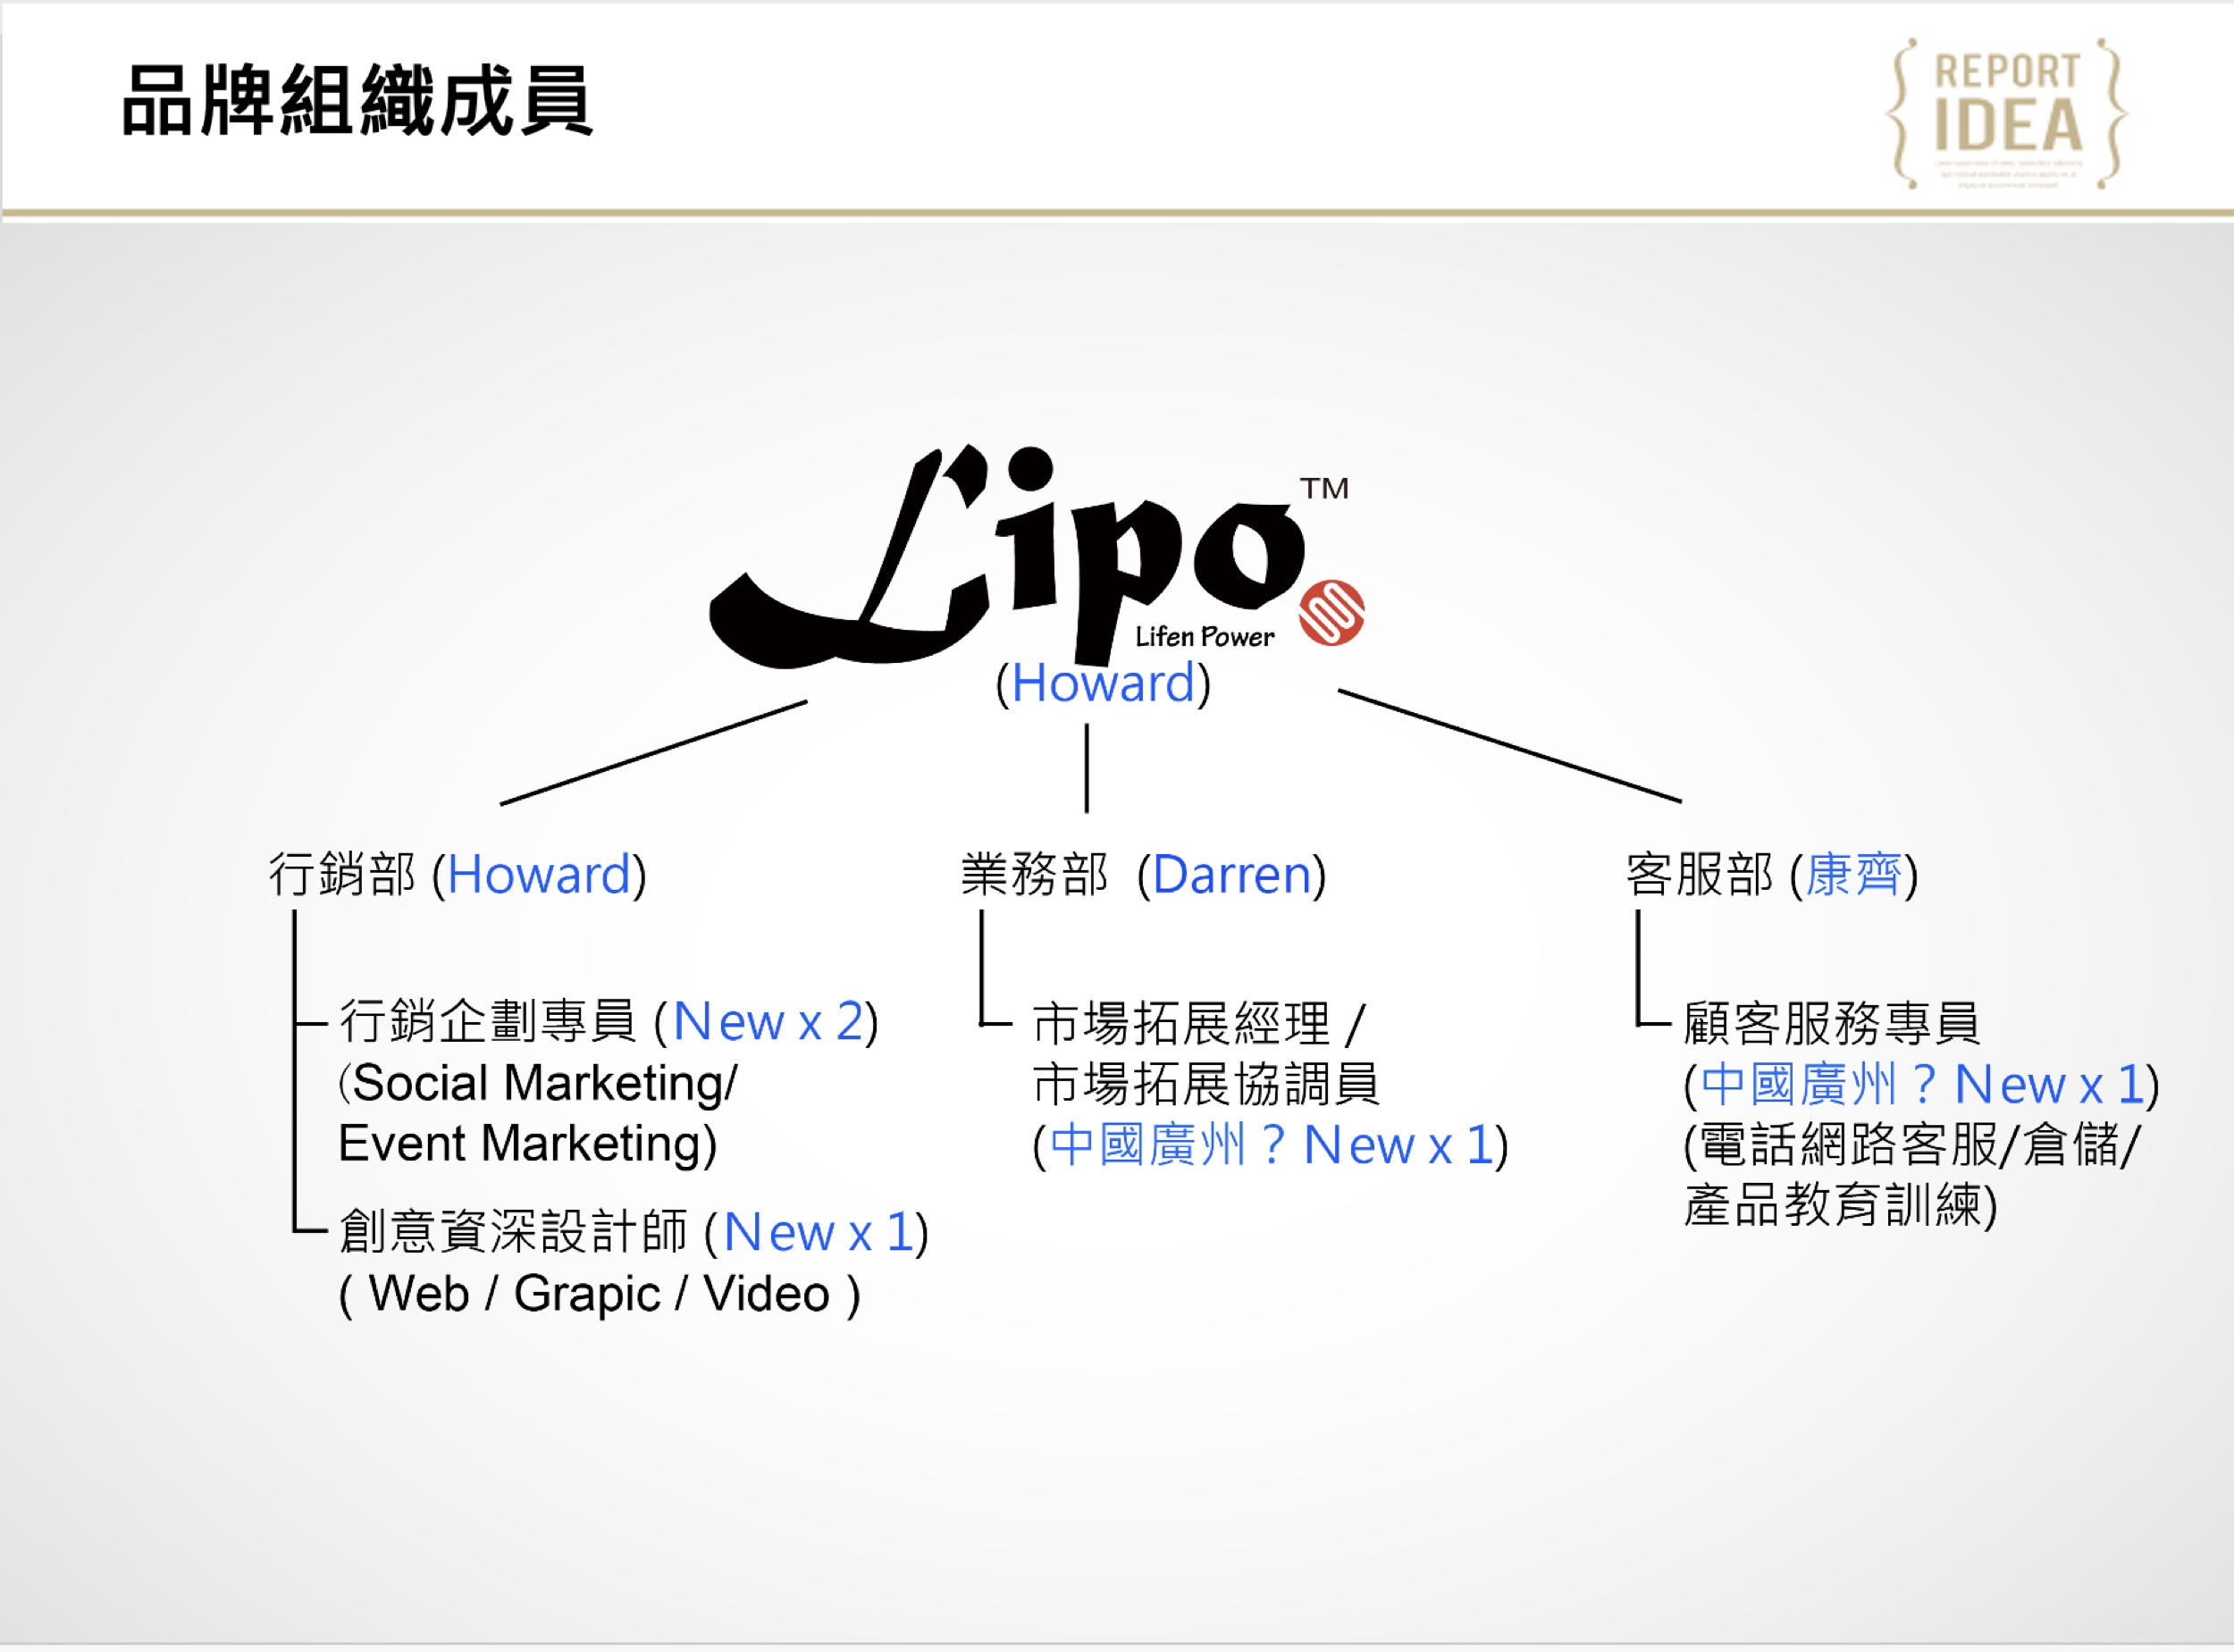 品牌組織成員
REPORT
IDEA
Lipo™
Lifen Power
(Howard)
行銷部 (Howard)
行銷企劃專員 (New x 2)
(Social Marketing/
Event Marketing)
創意資深設計師 (New x 1)
( Web / Grapic / Video )
業務部 (Darren)
市場拓展經理 /
市場拓展協調員
(中國廣州？New x 1)
客服部 (康齊)
顧客服務專員
(中國廣州？New x 1)
(電話網路客服/倉儲/
產品教育訓練)